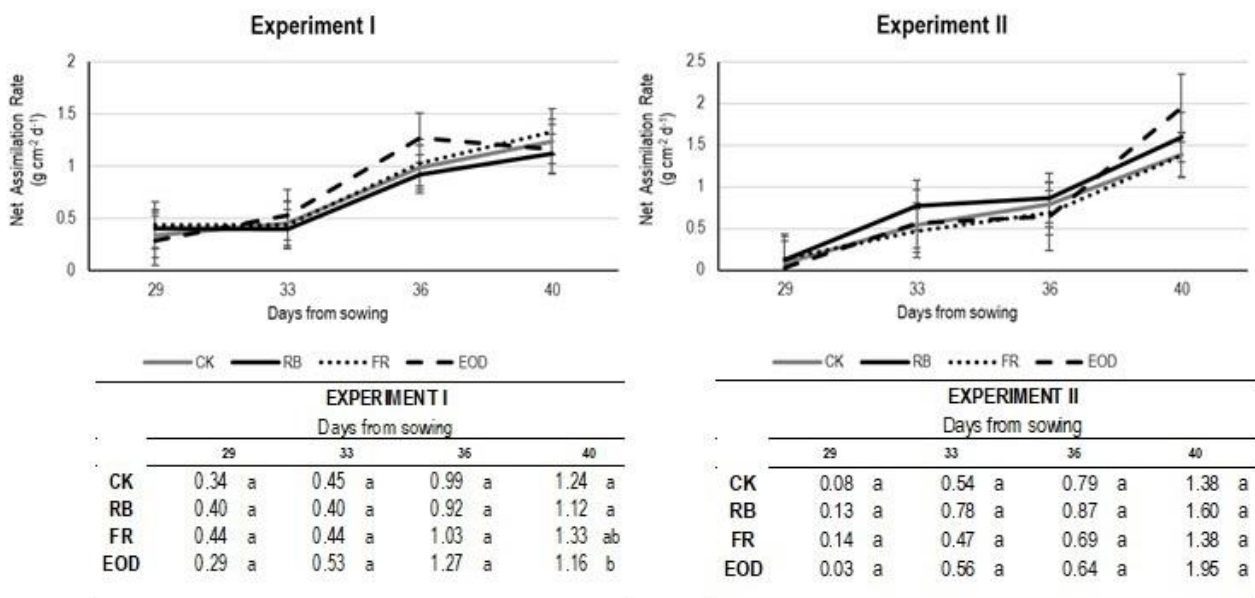 Experiment I
Net Assimilation Rate
(g cm-2 d-1)
2
1.5
1
0.5
0
29 33 36 40
Days from sowing
CK RB FR EOD
EXPERIMENT I
Days from sowing
29 33 36 40
CK 0.34 a 0.45 a 0.99 a 1.24 a
RB 0.40 a 0.40 a 0.92 a 1.12 a
FR 0.44 a 0.44 a 1.03 a 1.33 ab
EOD 0.29 a 0.53 a 1.27 a 1.16 b
Experiment II
Net Assimilation Rate
(g cm-2 d-1)
2.5
2
1.5
1
0.5
0
29 33 36 40
Days from sowing
CK RB FR EOD
EXPERIMENT II
Days from sowing
29 33 36 40
CK 0.08 a 0.54 a 0.79 a 1.38 a
RB 0.13 a 0.78 a 0.87 a 1.60 a
FR 0.14 a 0.47 a 0.69 a 1.38 a
EOD 0.03 a 0.56 a 0.64 a 1.95 a